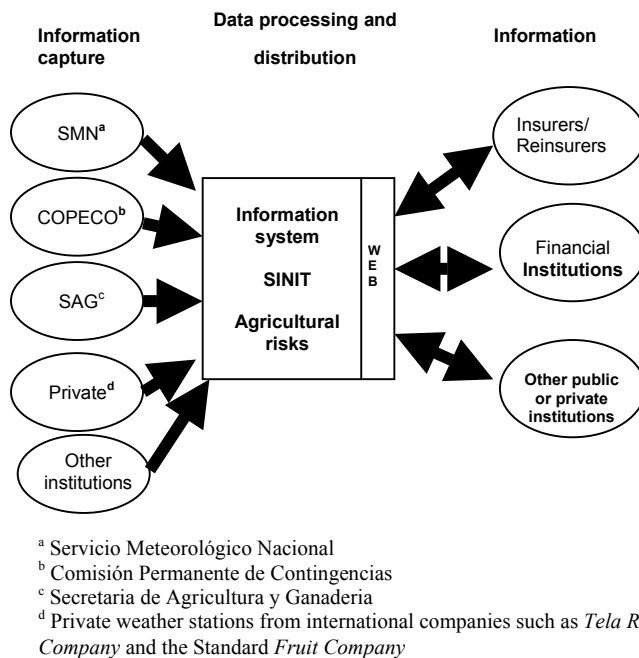 Information
capture
Data processing and
distribution
Information
SMNᵃ
COPECOᵇ
SAGᶜ
Privateᵈ
Other
institutions
Information
system
SINIT
Agricultural
risks
W
E
B
Insurers/
Reinsurers
Financial
Institutions
Other public
or private
institutions
ᵃ Servicio Meteorológico Nacional
ᵇ Comisión Permanente de Contingencias
ᶜ Secretaria de Agricultura y Ganaderia
ᵈ Private weather stations from international companies such as Tela R
Company and the Standard Fruit Company